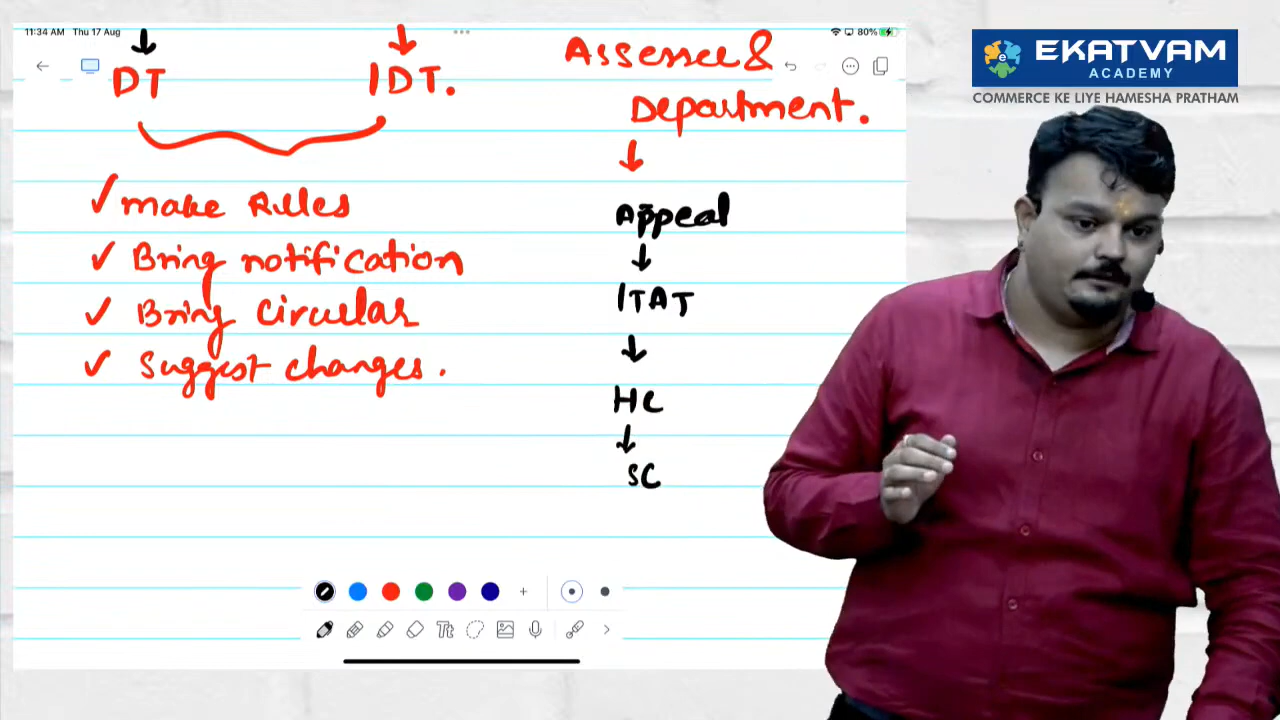 11:34 AM Thu 17 Aug
80%
DT
IDT.
make Rules
Bring notification
Bring Circular
Suggest changes.
Assessee &
Department.
Appeal
ITAT
HC
SC
Tt
EKATVAM
ACADEMY
COMMERCE KE LIYE HAMESHA PRATHAM